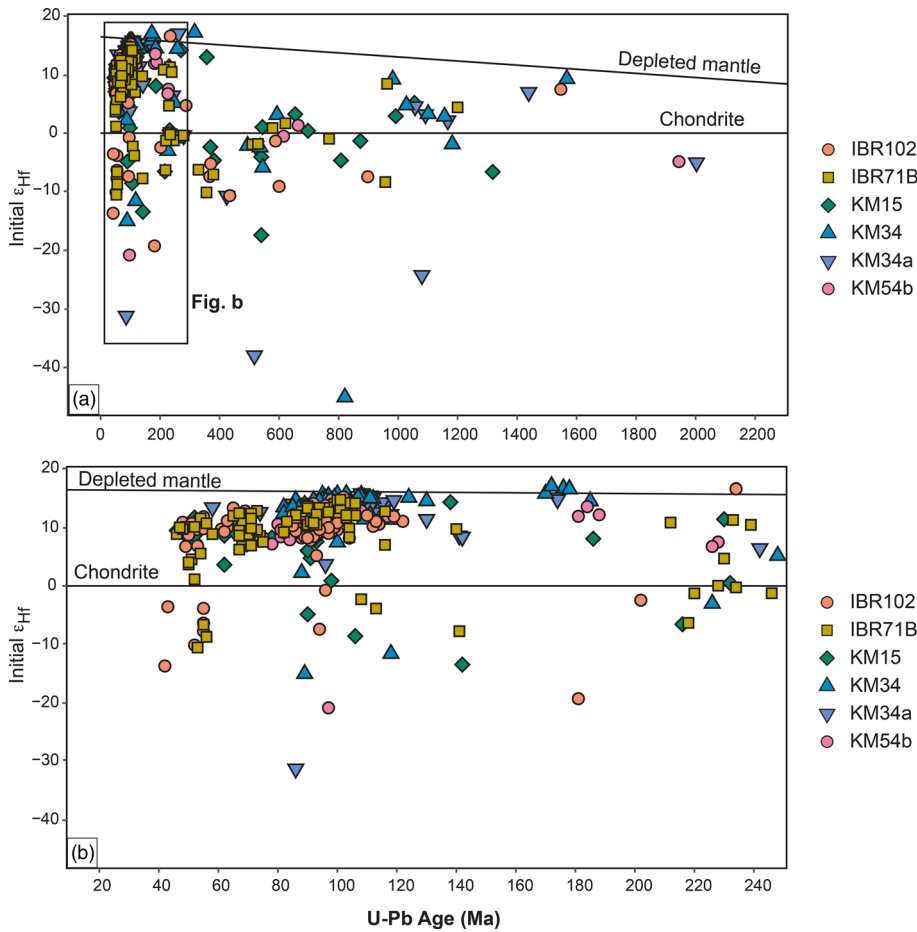 20
10
0
−10
−20
−30
−40
Initial εHf
Depleted mantle
Chondrite
Fig. b
(a)
0 200 400 600 800 1000 1200 1400 1600 1800 2000 2200
IBR102
IBR71B
KM15
KM34
KM34a
KM54b
20
10
0
−10
−20
−30
−40
Initial εHf
Depleted mantle
Chondrite
(b)
20 40 60 80 100 120 140 160 180 200 220 240
U-Pb Age (Ma)
IBR102
IBR71B
KM15
KM34
KM34a
KM54b